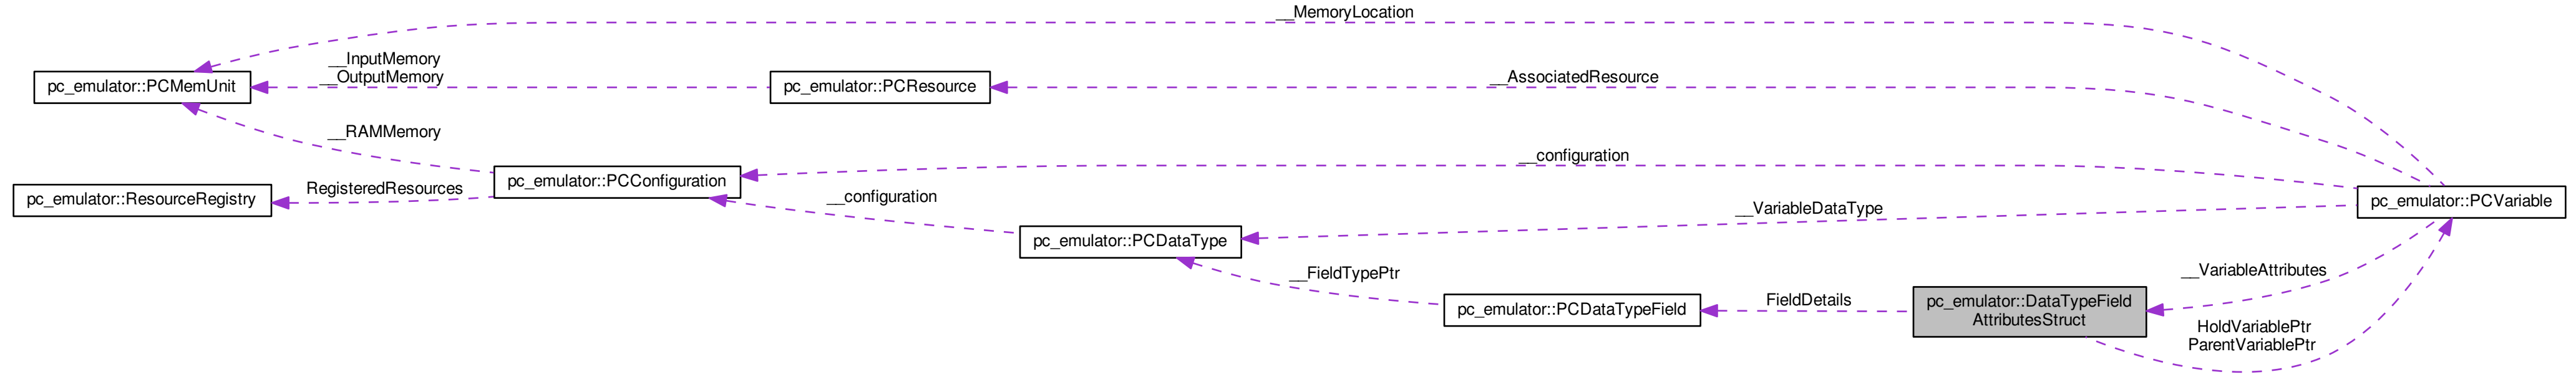 __MemoryLocation
__InputMemory
__OutputMemory
__AssociatedResource
pc_emulator::PCMemUnit
pc_emulator::PCResource
__RAMMemory
__configuration
pc_emulator::PCConfiguration
RegisteredResources
pc_emulator::ResourceRegistry
__configuration
__VariableDataType
pc_emulator::PCVariable
pc_emulator::PCDataType
__FieldTypePtr
__VariableAttributes
pc_emulator::PCDataTypeField
FieldDetails
pc_emulator::DataTypeField
AttributesStruct
HoldVariablePtr
ParentVariablePtr